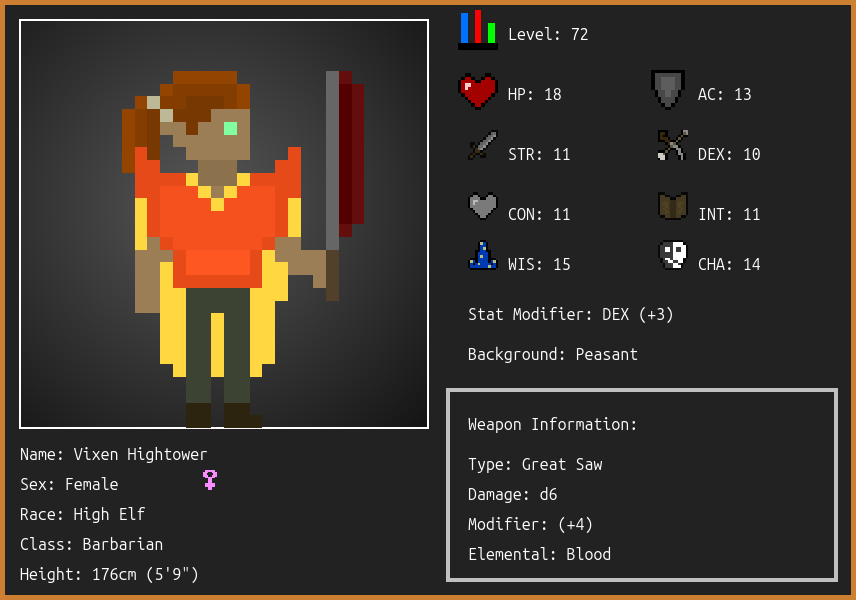 Level: 72
HP: 18
AC: 13
STR: 11
DEX: 10
CON: 11
INT: 11
WIS: 15
CHA: 14
Stat Modifier: DEX (+3)
Background: Peasant
Name: Vixen Hightower
Sex: Female
Race: High Elf
Class: Barbarian
Height: 176cm (5'9")
Weapon Information:
Type: Great Saw
Damage: d6
Modifier: (+4)
Elemental: Blood